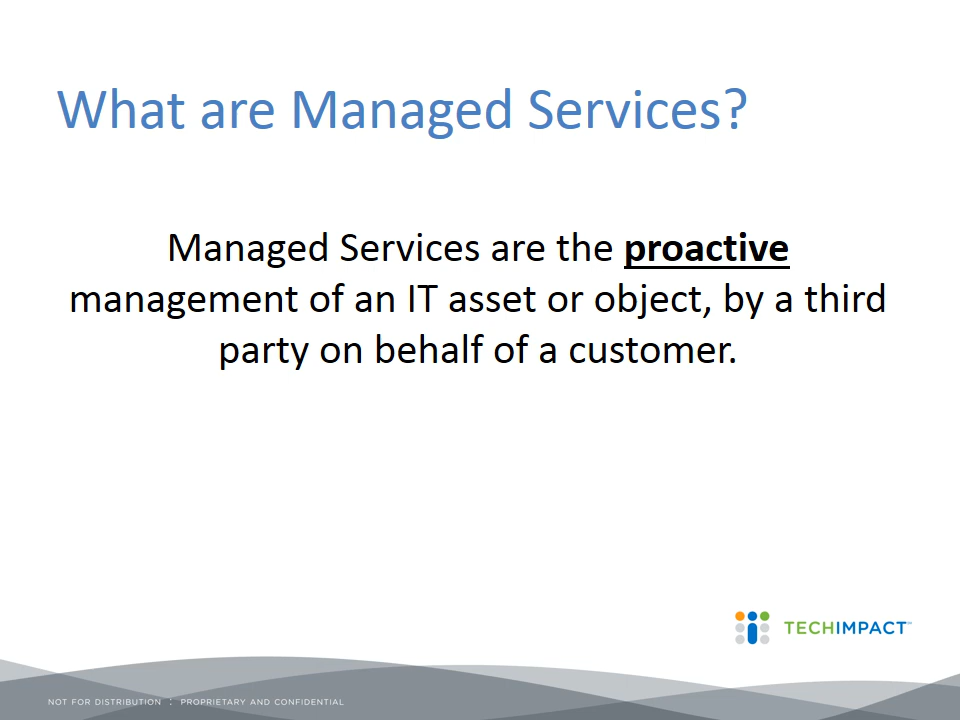 What are Managed Services?
Managed Services are the proactive
management of an IT asset or object, by a third
party on behalf of a customer.
TECHIMPACT™
NOT FOR DISTRIBUTION : PROPRIETARY AND CONFIDENTIAL